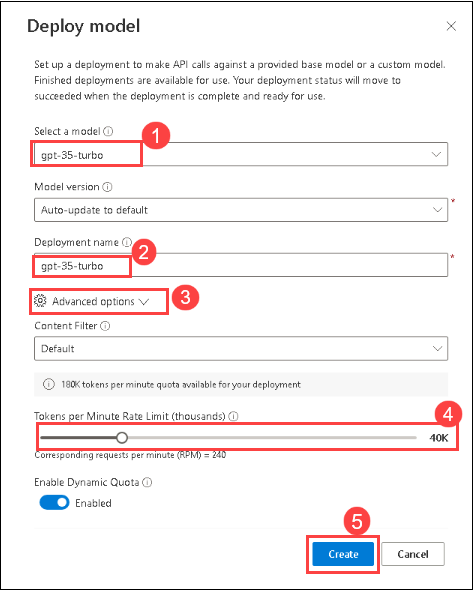 Deploy model
Set up a deployment to make API calls against a provided base model or a custom model.
Finished deployments are available for use. Your deployment status will move to
succeeded when the deployment is complete and ready for use.
Select a model
1
gpt-35-turbo
Model version
Auto-update to default
*
Deployment name
2
gpt-35-turbo
*
Advanced options
3
Content Filter
Default
180K tokens per minute quota available for your deployment
Tokens per Minute Rate Limit (thousands)
4
40K
Corresponding requests per minute (RPM) = 240
Enable Dynamic Quota
Enabled
5
Create
Cancel